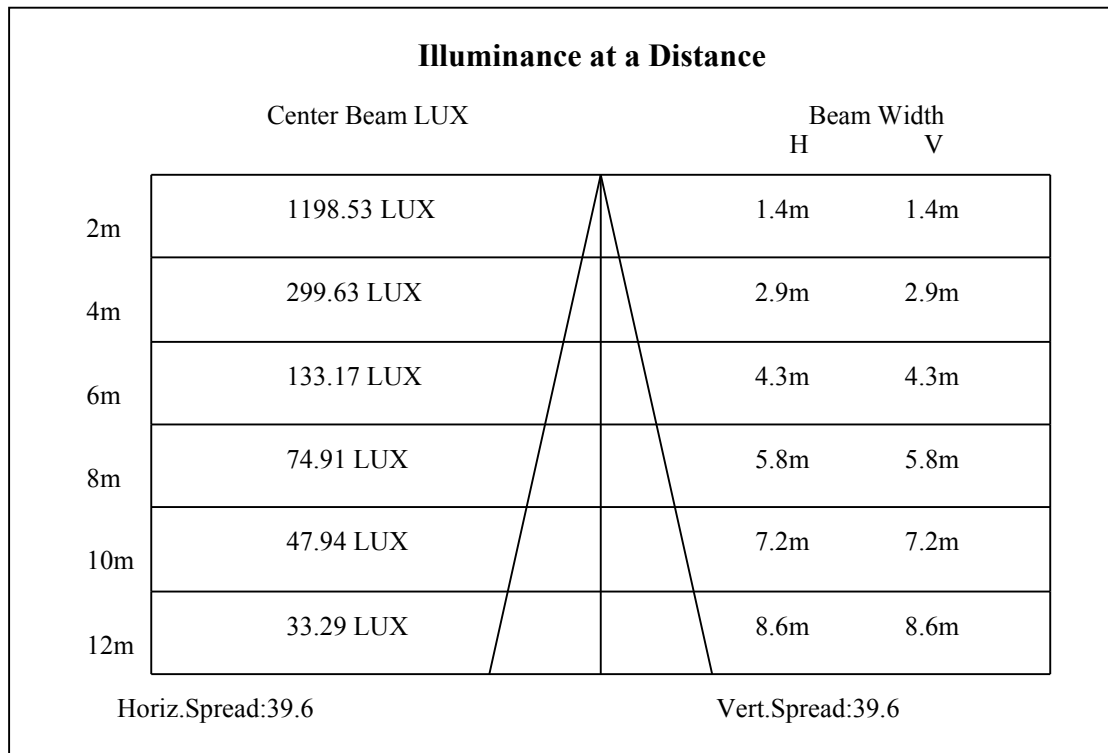 Illuminance at a Distance
Center Beam LUX Beam Width
H V
2m 1198.53 LUX 1.4m 1.4m
4m 299.63 LUX 2.9m 2.9m
6m 133.17 LUX 4.3m 4.3m
8m 74.91 LUX 5.8m 5.8m
10m 47.94 LUX 7.2m 7.2m
12m 33.29 LUX 8.6m 8.6m
Horiz.Spread:39.6 Vert.Spread:39.6